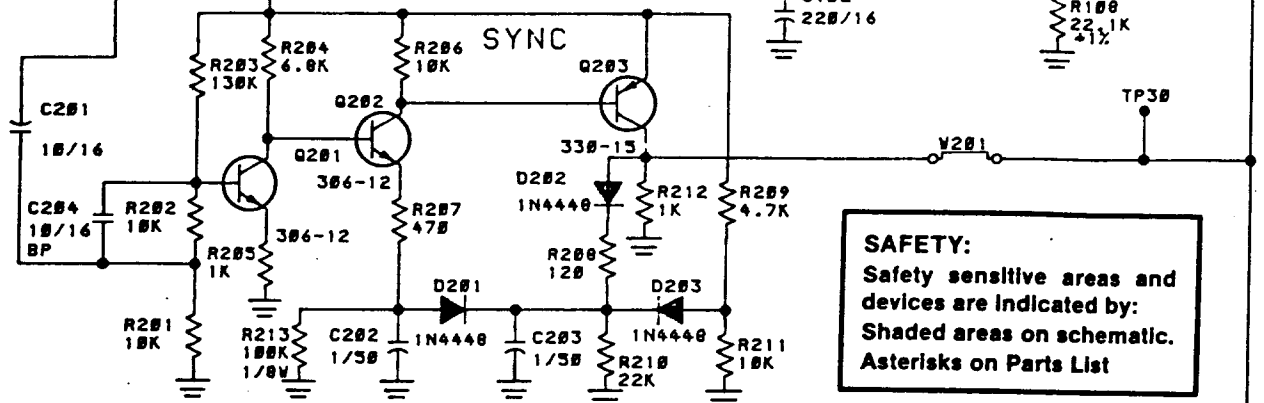 220/16
R108
22.1K
+1%
SYNC
R203
130K
R204
6.8K
R206
10K
Q203
330-15
C201
10/16
Q202
306-12
TP30
W201
Q201
306-12
D202
1N4448
R212
1K
R209
4.7K
C204
10/16
BP
R202
10K
R207
470
R205
1K
R208
120
D201
1N4448
D203
1N4448
R201
10K
R213
100K
1/8W
C202
1/50
C203
1/50
R210
22K
R211
10K
SAFETY:
Safety sensitive areas and
devices are indicated by:
Shaded areas on schematic.
Asterisks on Parts List